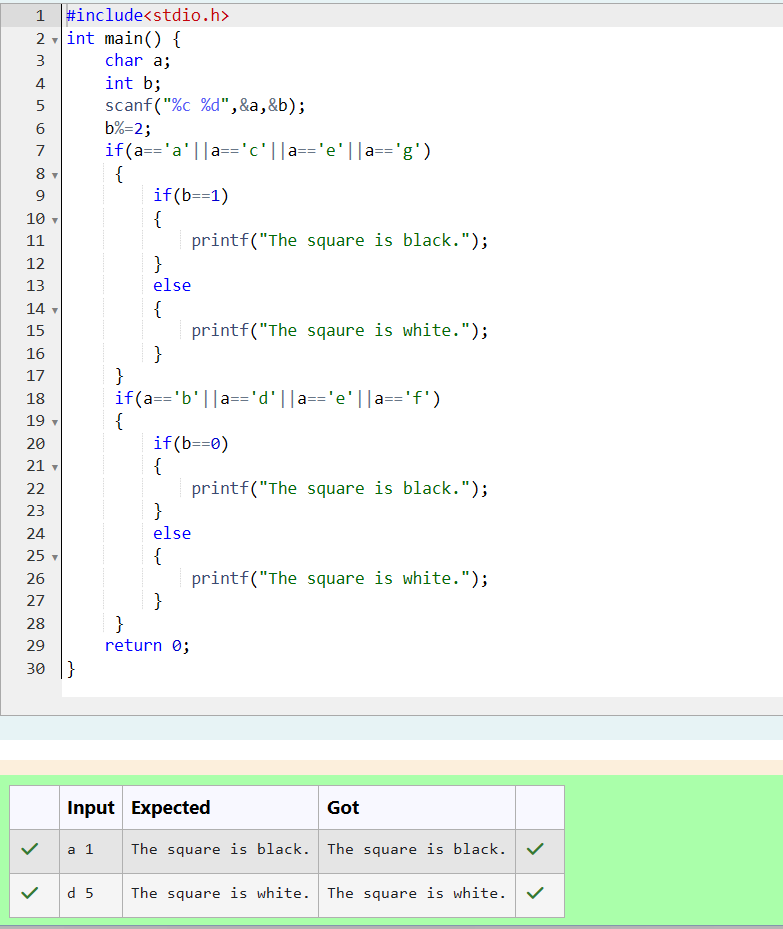 1 #include<stdio.h>
2 int main() {
3 char a;
4 int b;
5 scanf("%c %d",&a,&b);
6 b%=2;
7 if(a=='a'||a=='c'||a=='e'||a=='g')
8 {
9 if(b==1)
10 {
11 printf("The square is black.");
12 }
13 else
14 {
15 printf("The sqaure is white.");
16 }
17 }
18 if(a=='b'||a=='d'||a=='e'||a=='f')
19 {
20 if(b==0)
21 {
22 printf("The square is black.");
23 }
24 else
25 {
26 printf("The square is white.");
27 }
28 }
29 return 0;
30 }
Input Expected Got
a 1 The square is black. The square is black.
d 5 The square is white. The square is white.